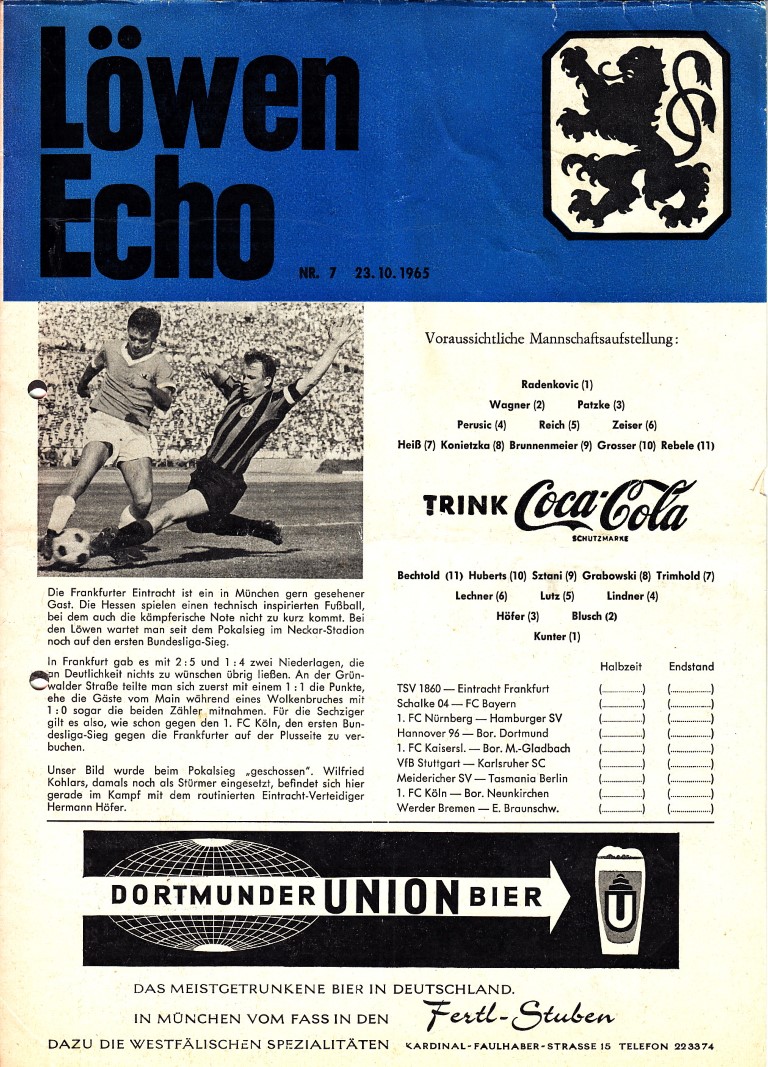 Löwen
Echo
NR. 7 23.10.1965
Die Frankfurter Eintracht ist ein in München gern gesehener
Gast. Die Hessen spielen einen technisch inspirierten Fußball,
bei dem auch die kämpferische Note nicht zu kurz kommt. Bei
den Löwen wartet man seit dem Pokalsieg im Neckar-Stadion
noch auf den ersten Bundesliga-Sieg.
In Frankfurt gab es mit 2:5 und 1:4 zwei Niederlagen, die
an Deutlichkeit nichts zu wünschen übrig ließen. An der Grün-
walder Straße teilte man sich zuerst mit einem 1:1 die Punkte,
ehe die Gäste vom Main während eines Wolkenbruches mit
1:0 sogar die beiden Zähler mitnahmen. Für die Sechziger
gilt es also, wie schon gegen den 1. FC Köln, den ersten Bun-
desliga-Sieg gegen die Frankfurter auf der Plusseite zu ver-
buchen.
Unser Bild wurde beim Pokalsieg „geschossen". Wilfried
Kohlars, damals noch als Stürmer eingesetzt, befindet sich hier
gerade im Kampf mit dem routinierten Eintracht-Verteidiger
Hermann Höfer.
Voraussichtliche Mannschaftsaufstellung:
Radenkovic (1)
Wagner (2) Patzke (3)
Perusic (4) Reich (5) Zeiser (6)
Heiß (7) Konietzka (8) Brunnenmeier (9) Grosser (10) Rebele (11)
TRINK Coca-Cola
SCHUTZMARKE
Bechtold (11) Huberts (10) Sztani (9) Grabowski (8) Trimhold (7)
Lechner (6) Lutz (5) Lindner (4)
Höfer (3) Blusch (2)
Kunter (1)
Halbzeit Endstand
TSV 1860 — Eintracht Frankfurt (...............) (...............)
Schalke 04 — FC Bayern (...............) (...............)
1. FC Nürnberg — Hamburger SV (...............) (...............)
Hannover 96 — Bor. Dortmund (...............) (...............)
1. FC Kaisersl. — Bor. M.-Gladbach (...............) (...............)
VfB Stuttgart — Karlsruher SC (...............) (...............)
Meidericher SV — Tasmania Berlin (...............) (...............)
1. FC Köln — Bor. Neunkirchen (...............) (...............)
Werder Bremen — E. Braunschw. (...............) (...............)
DORTMUNDER UNION BIER
U
DAS MEISTGETRUNKENE BIER IN DEUTSCHLAND.
IN MÜNCHEN VOM FASS IN DEN Fertl-Stuben
DAZU DIE WESTFÄLISCHEN SPEZIALITÄTEN KARDINAL-FAULHABER-STRASSE 15 TELEFON 223374